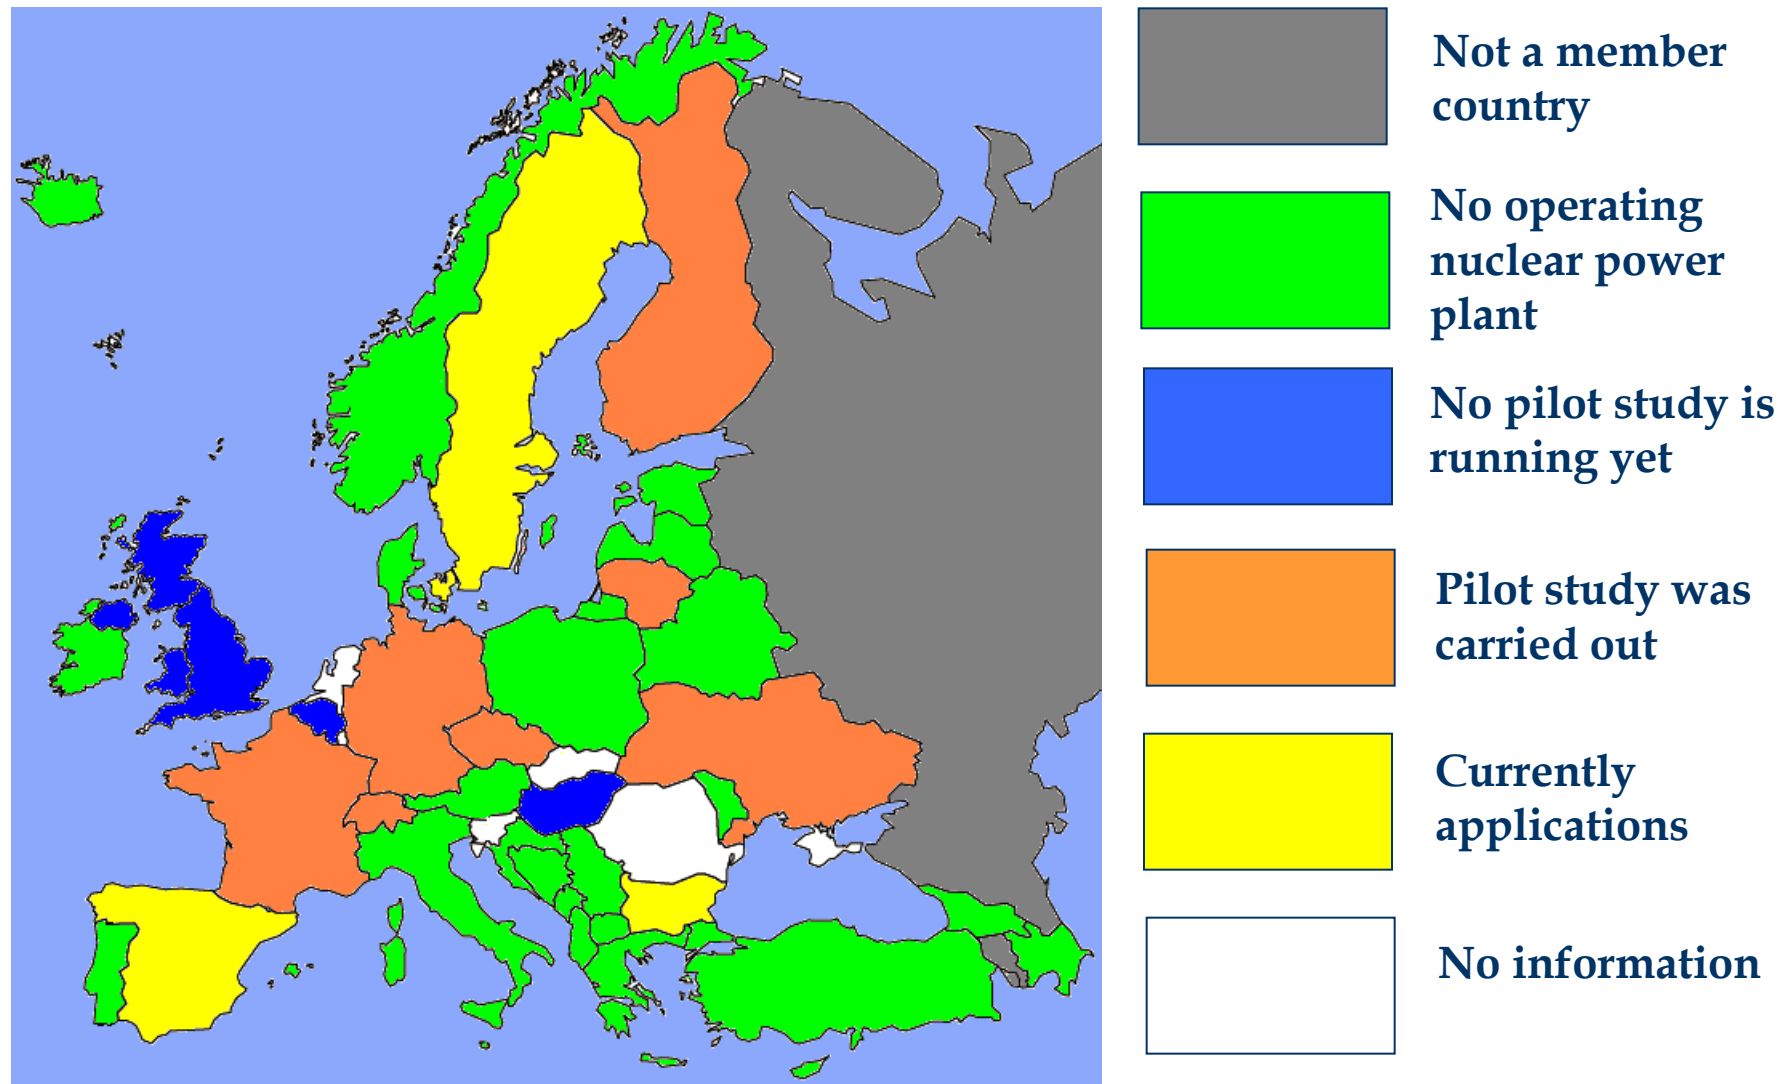 Not a member
country
No operating
nuclear power
plant
No pilot study is
running yet
Pilot study was
carried out
Currently
applications
No information